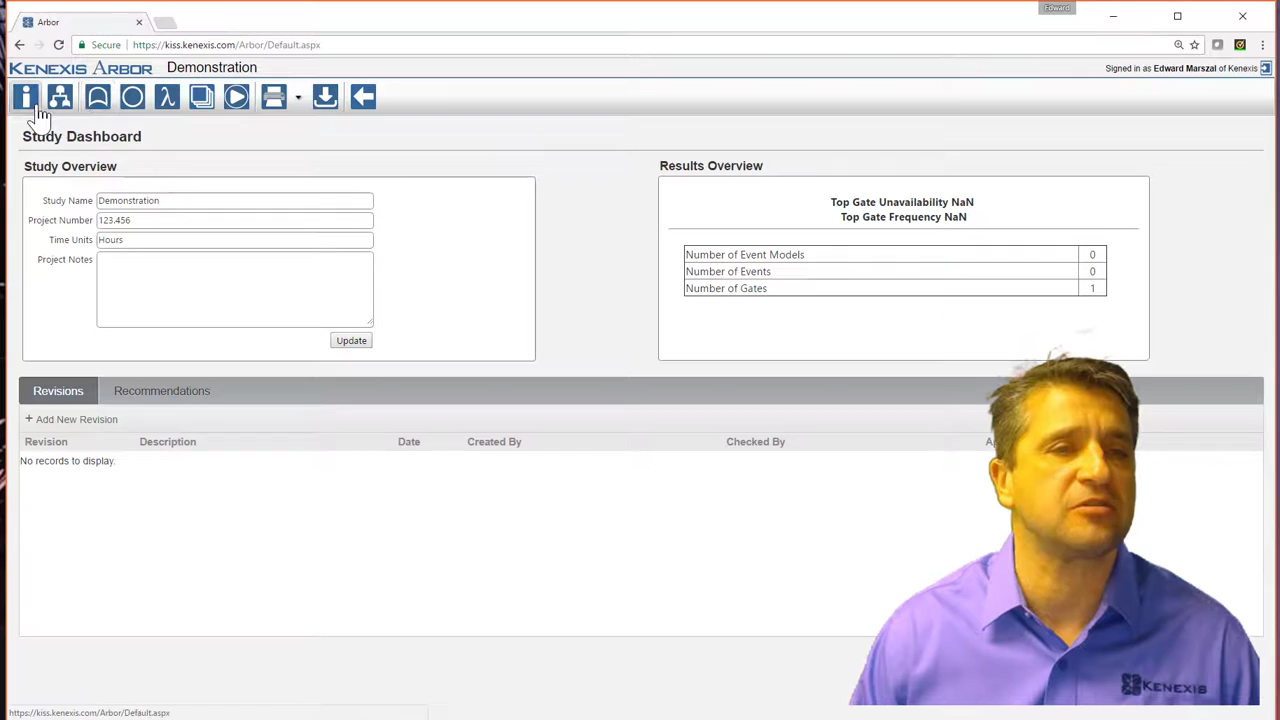 Arbor
Edward
Secure
https://kiss.kenexis.com/Arbor/Default.aspx
KENEXIS ARBOR
Demonstration
Signed in as Edward Marszal of Kenexis
Study Dashboard
Study Overview
Results Overview
Study Name
Demonstration
Project Number
123.456
Time Units
Hours
Project Notes
Update
Top Gate Unavailability NaN
Top Gate Frequency NaN
Number of Event Models 0
Number of Events 0
Number of Gates 1
Revisions
Recommendations
+ Add New Revision
Revision Description Date Created By Checked By
No records to display.
KENEXIS
https://kiss.kenexis.com/Arbor/Default.aspx